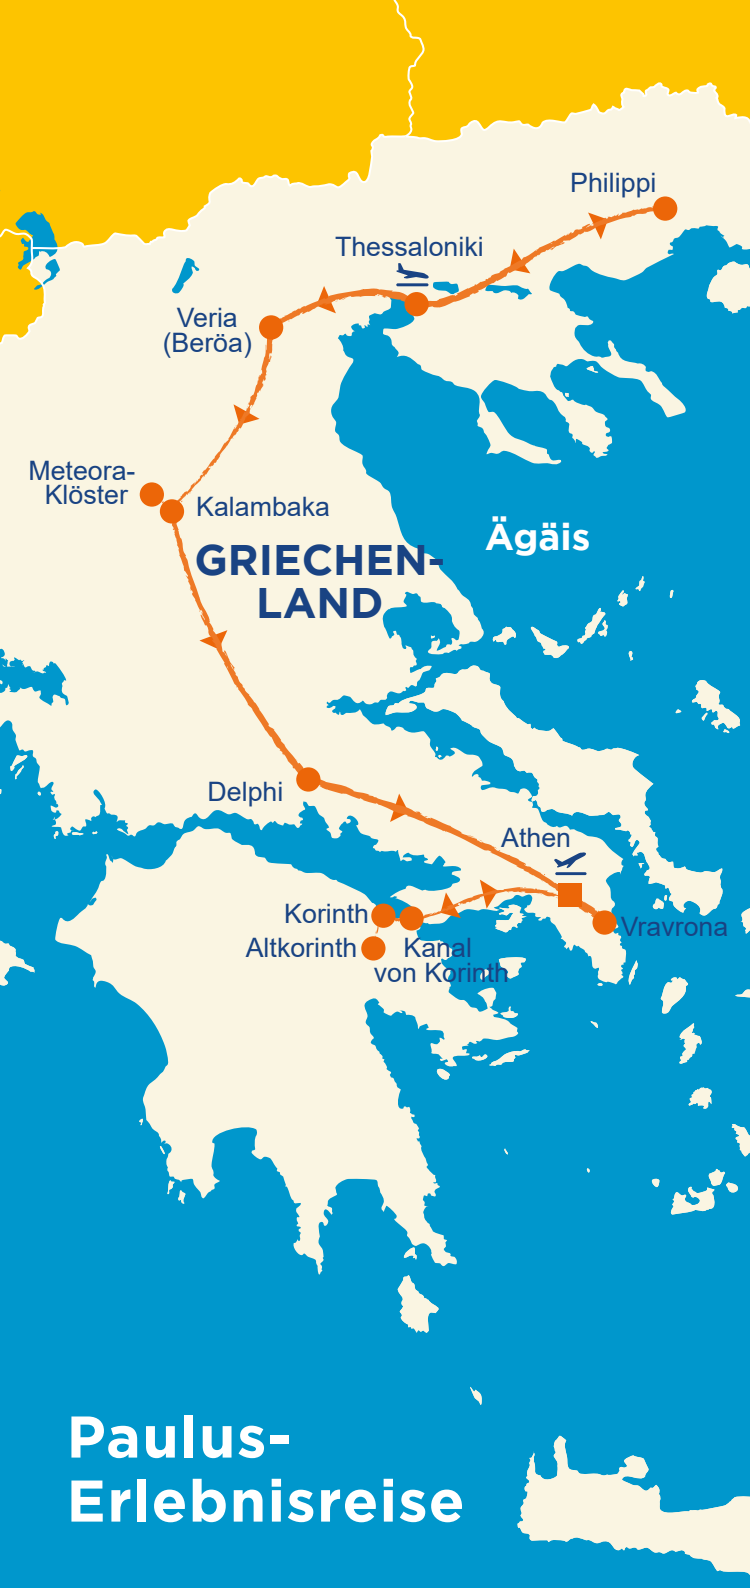 Philippi
Thessaloniki
Veria
(Beröa)
Meteora-
Klöster
Kalambaka
Ägäis
GRIECHEN-
LAND
Delphi
Athen
Korinth
Vravrona
Altkorinth
Kanal
von Korinth
Paulus-
Erlebnisreise